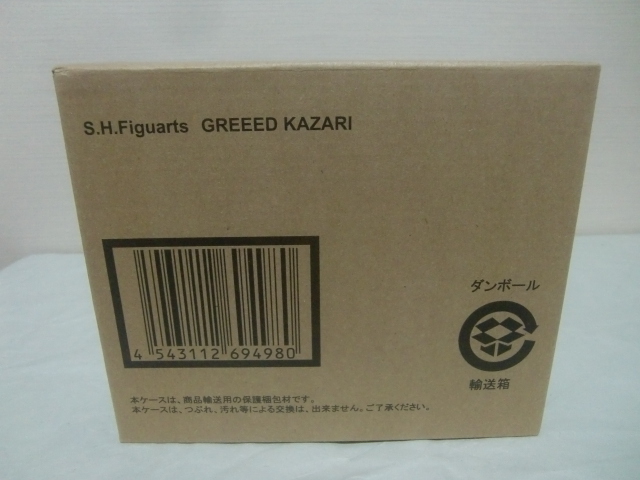 S.H.Figuarts GREEED KAZARI
4 543112 694980
ダンボール
輸送箱
本ケースは、商品輸送用の保護梱包材です。
本ケースは、つぶれ、汚れ等による交換は、出来ません。ご了承ください。